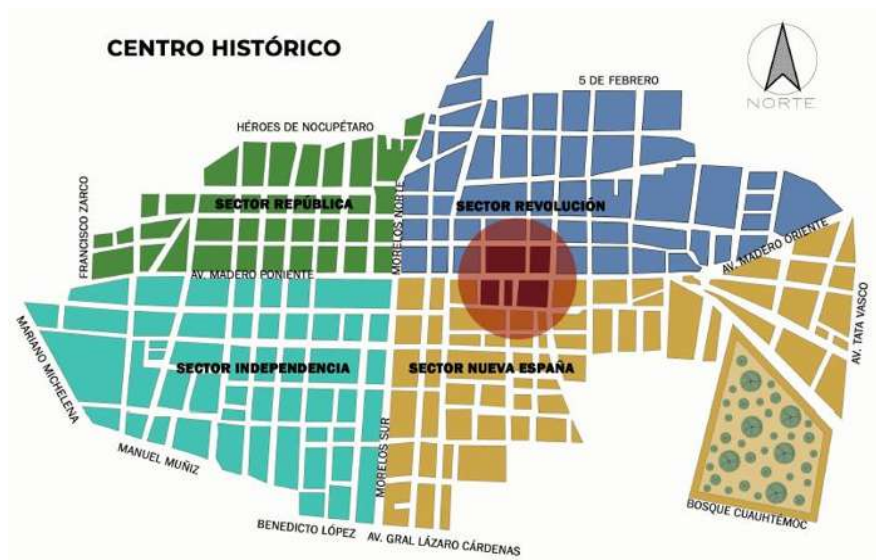 CENTRO HISTÓRICO
NORTE
5 DE FEBRERO
HÉROES DE NOCUPÉTARO
FRANCISCO ZARCO
SECTOR REPÚBLICA
MORELOS NORTE
SECTOR REVOLUCIÓN
AV. MADERO PONIENTE
AV. MADERO ORIENTE
AV. TATA VASCO
MARIANO MICHELENA
SECTOR INDEPENDENCIA
SECTOR NUEVA ESPAÑA
MANUEL MUÑIZ
MORELOS SUR
BOSQUE CUAUHTÉMOC
BENEDICTO LÓPEZ
AV. GRAL LÁZARO CÁRDENAS